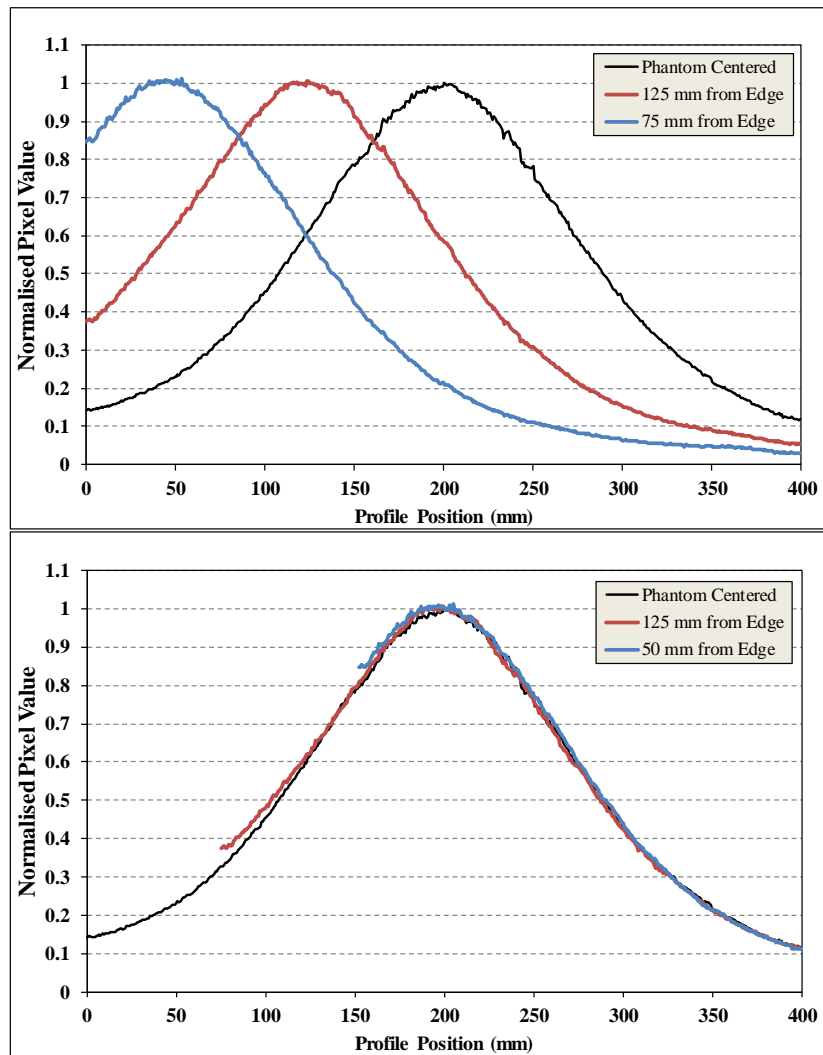 1.1
1
0.9
0.8
0.7
0.6
0.5
0.4
0.3
0.2
0.1
0
Normalised Pixel Value
Phantom Centered
125 mm from Edge
75 mm from Edge
0 50 100 150 200 250 300 350 400
Profile Position (mm)
1.1
1
0.9
0.8
0.7
0.6
0.5
0.4
0.3
0.2
0.1
0
Normalised Pixel Value
Phantom Centered
125 mm from Edge
50 mm from Edge
0 50 100 150 200 250 300 350 400
Profile Position (mm)